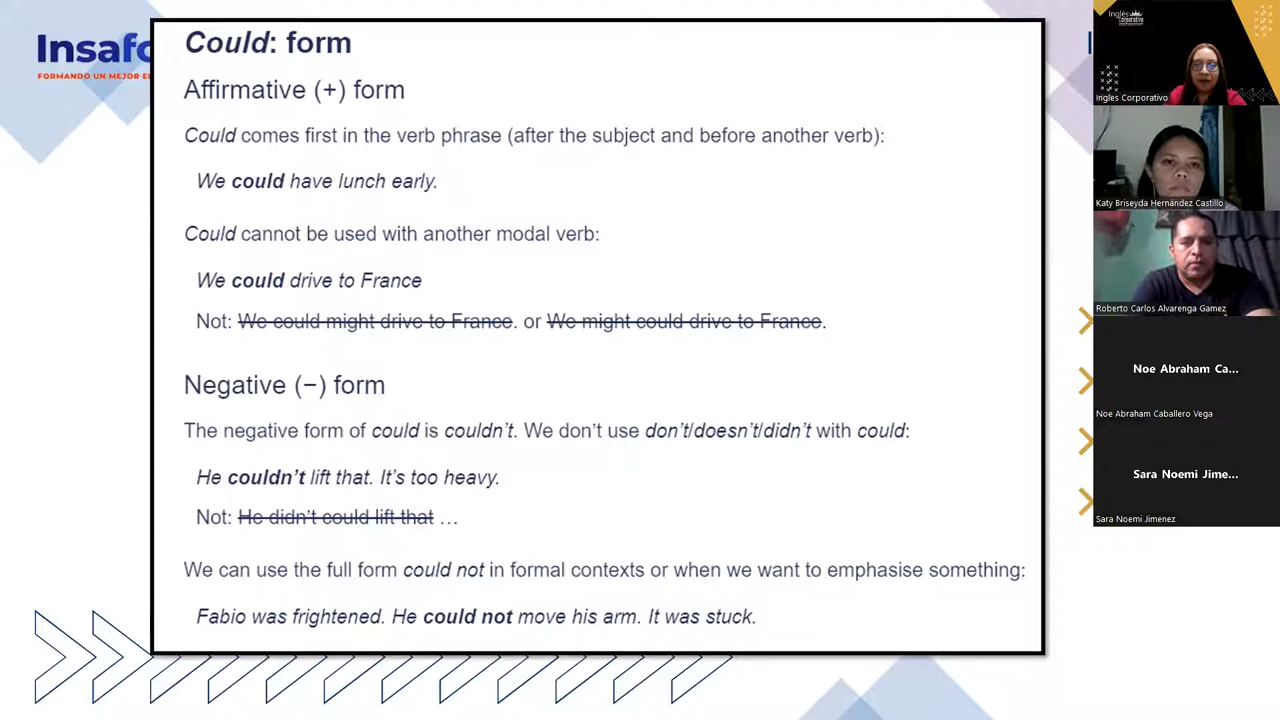 Insafo
FORMANDO UN MEJOR E
Could: form
Affirmative (+) form
Could comes first in the verb phrase (after the subject and before another verb):
We could have lunch early.
Could cannot be used with another modal verb:
We could drive to France
Not: We could might drive to France. or We might could drive to France.
Negative (−) form
The negative form of could is couldn’t. We don’t use don’t/doesn’t/didn’t with could:
He couldn’t lift that. It’s too heavy.
Not: He didn’t could lift that …
We can use the full form could not in formal contexts or when we want to emphasise something:
Fabio was frightened. He could not move his arm. It was stuck.
Inglés
Corporativo
Ingles Corporativo
Katy Briseyda Hernández Castillo
Roberto Carlos Alvarenga Gamez
Noe Abraham Ca...
Noe Abraham Caballero Vega
Sara Noemi Jime...
Sara Noemi Jimenez